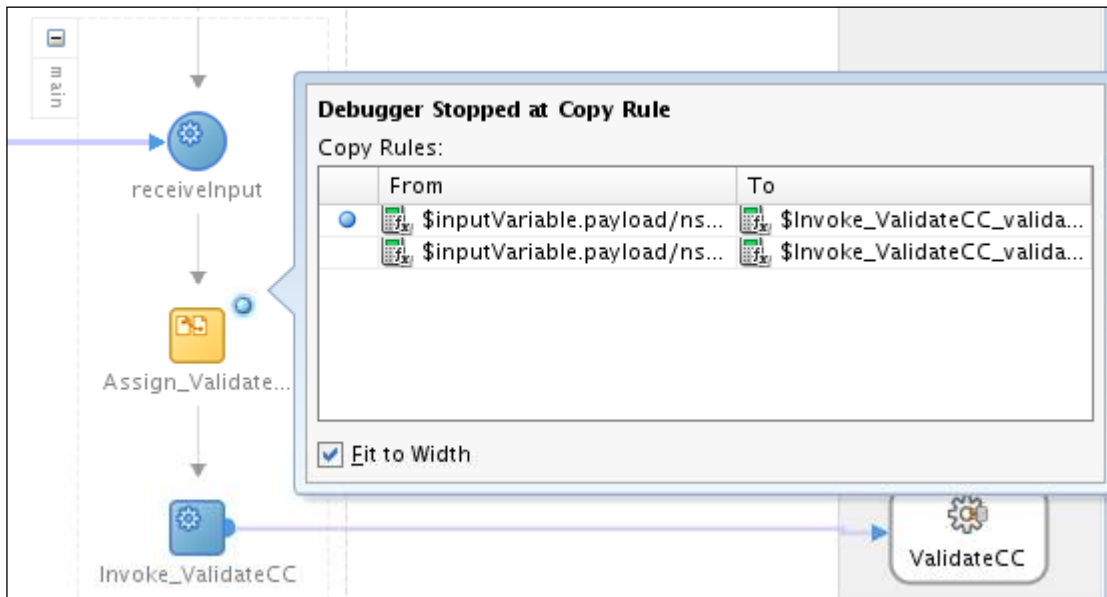 main
Debugger Stopped at Copy Rule
Copy Rules:
From To
$inputVariable.payload/ns... $Invoke_ValidateCC_valida...
$inputVariable.payload/ns... $Invoke_ValidateCC_valida...
Fit to Width
receiveInput
Assign_Validate...
Invoke_ValidateCC
ValidateCC